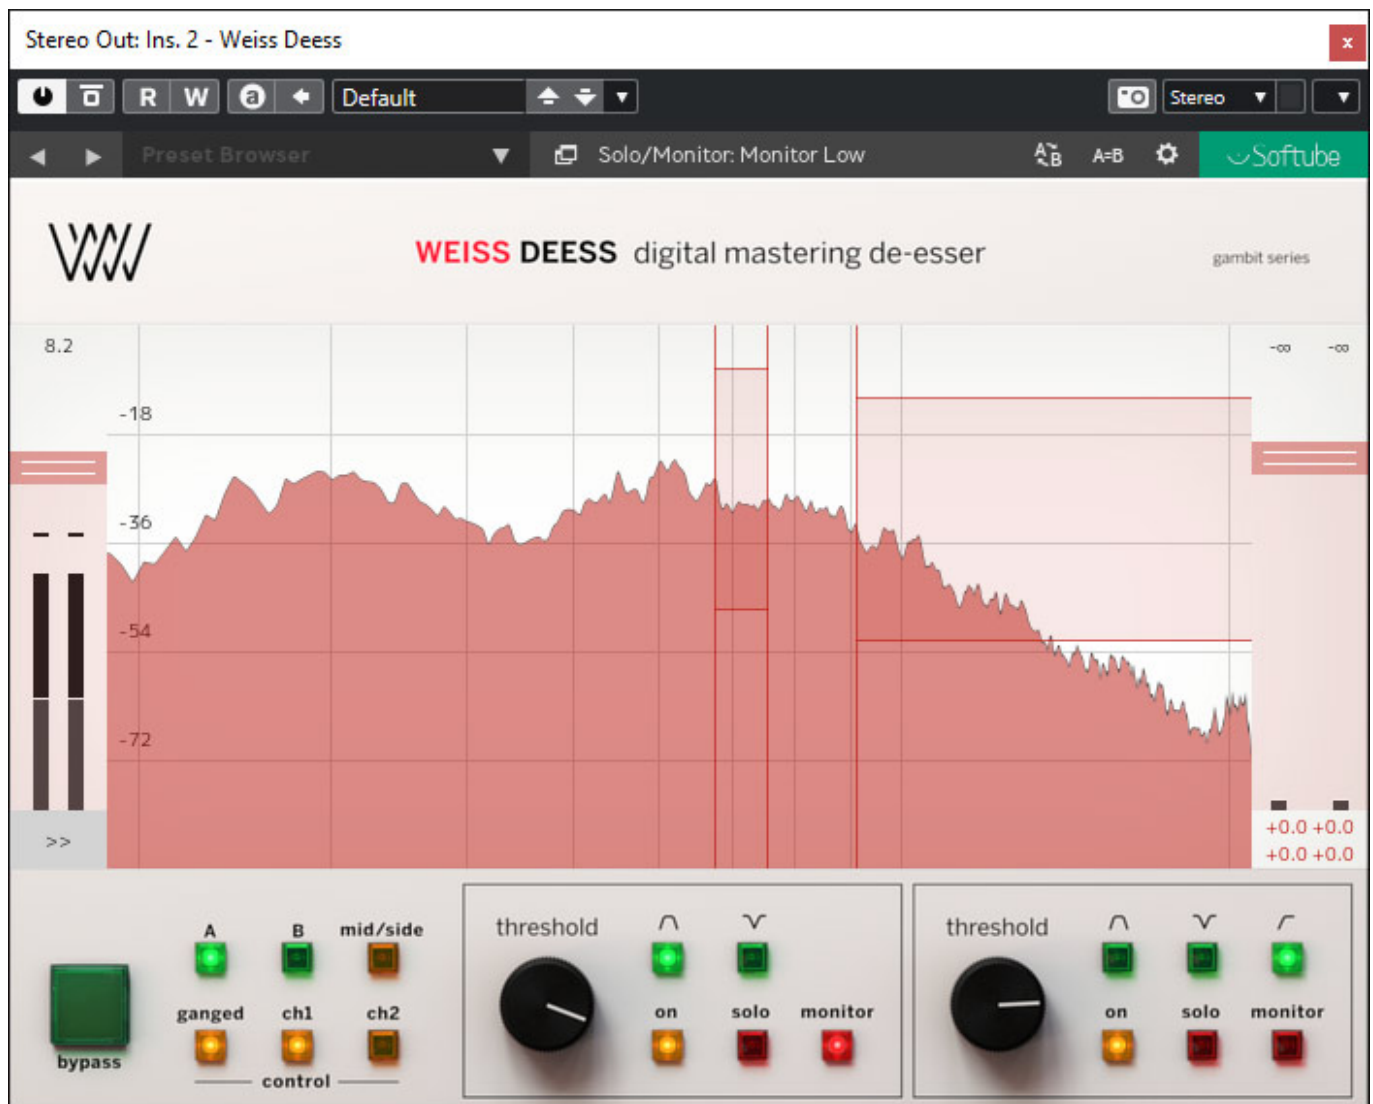 Stereo Out: Ins. 2 - Weiss Deess
x
R W a Default Stereo
Preset Browser Solo/Monitor: Monitor Low A B A=B Softube
WEISS DEESS digital mastering de-esser gambit series
8.2 -∞ -∞
-18
-36
-54
-72
>>
+0.0 +0.0
+0.0 +0.0
A B mid/side
ganged ch1 ch2
control
bypass
threshold
on solo monitor
threshold
on solo monitor